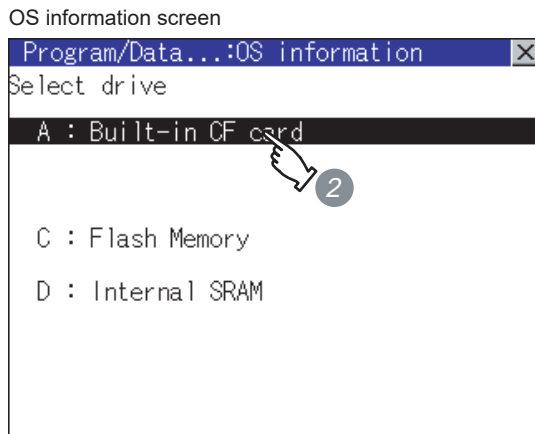 OS information screen
Program/Data...:OS information ×
Select drive
A : Built-in CF card
2
C : Flash Memory
D : Internal SRAM